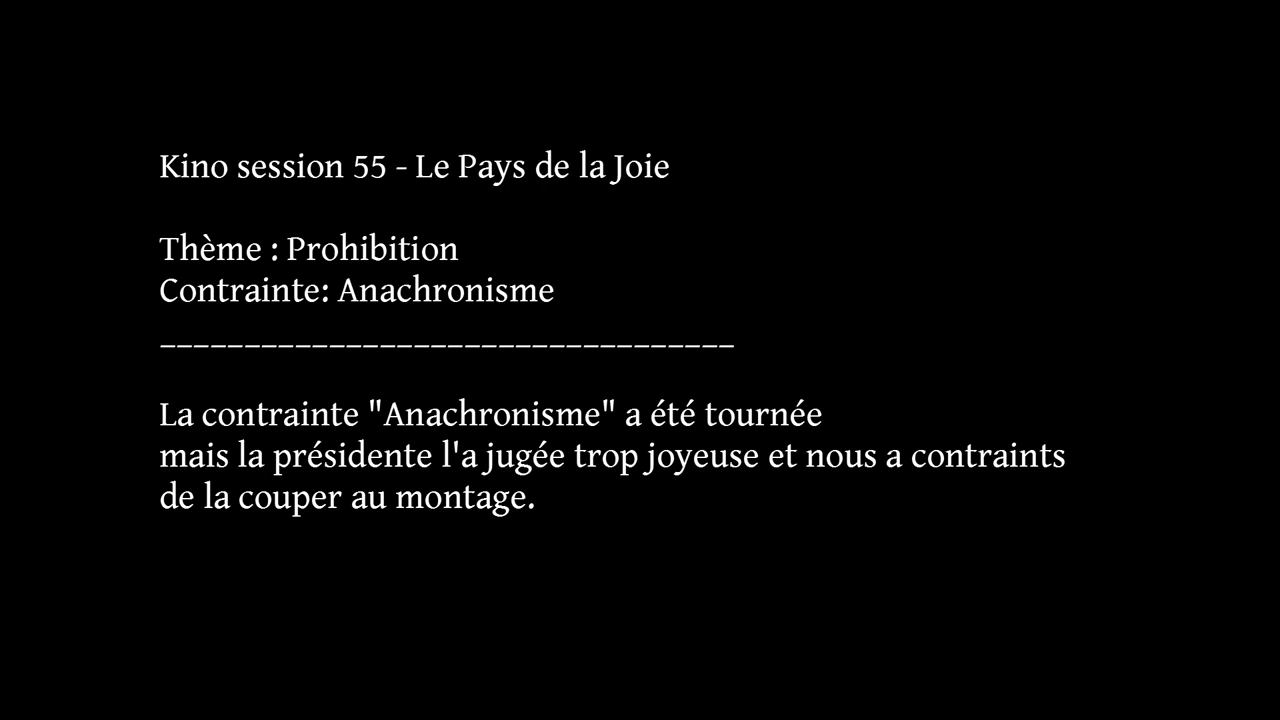 Kino session 55 - Le Pays de la Joie
Thème : Prohibition
Contrainte: Anachronisme
__________________________________
La contrainte "Anachronisme" a été tournée
mais la présidente l'a jugée trop joyeuse et nous a contraints
de la couper au montage.